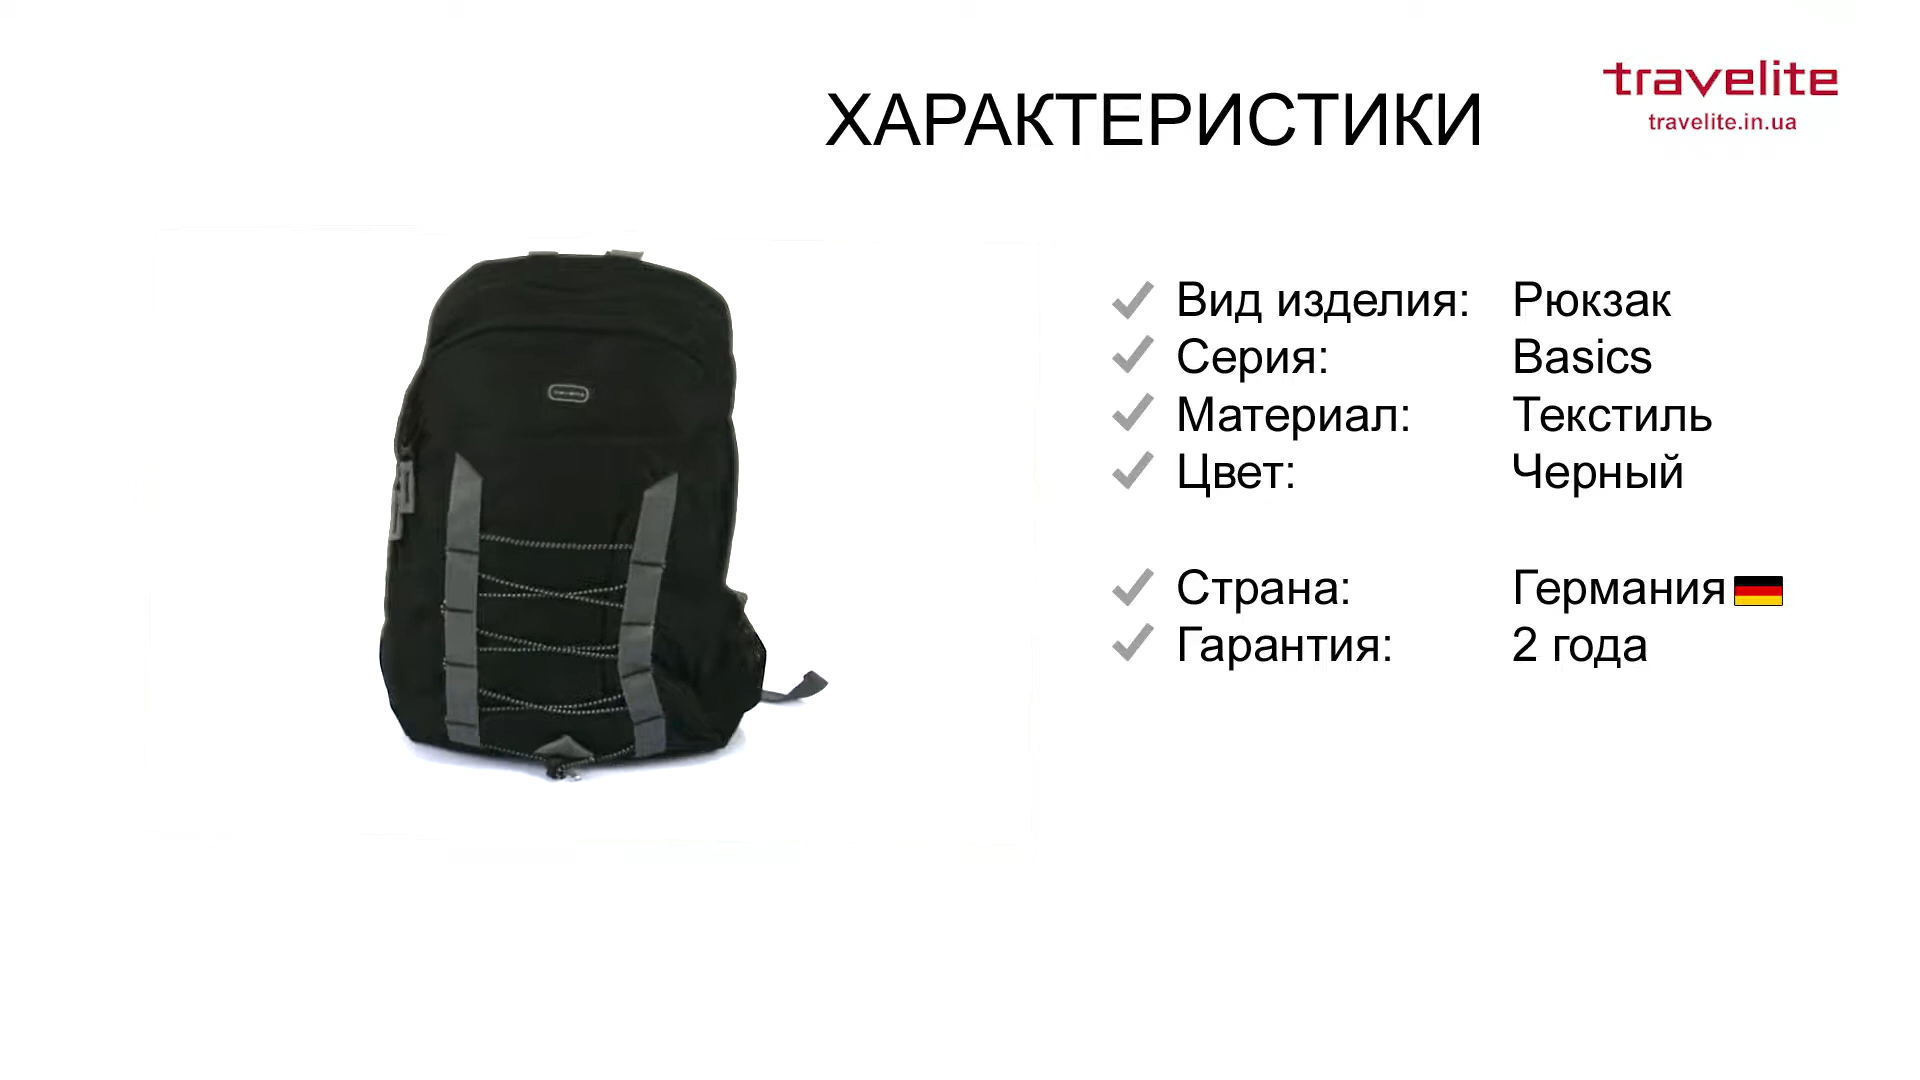 travelite
travelite.in.ua
ХАРАКТЕРИСТИКИ
Вид изделия: Рюкзак
Серия: Basics
Материал: Текстиль
Цвет: Черный
Страна: Германия
Гарантия: 2 года
travelite